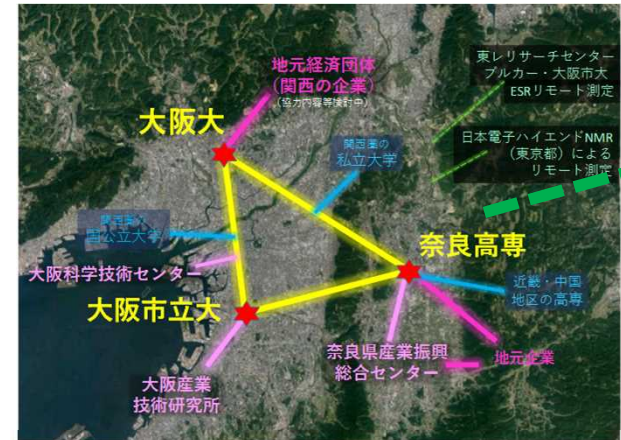 東レリサーチセンター
ブルカー・大阪市大
ESRリモート測定
地元経済団体
(関西の企業)
(協力内容等検討中)
大阪大
日本電子ハイエンドNMR
(東京都)による
リモート測定
関西圏の
私立大学
関西圏の
国公立大学
奈良高専
大阪科学技術センター
近畿・中国
地区の高専
大阪市立大
奈良県産業振興
総合センター
地元企業
大阪産業
技術研究所